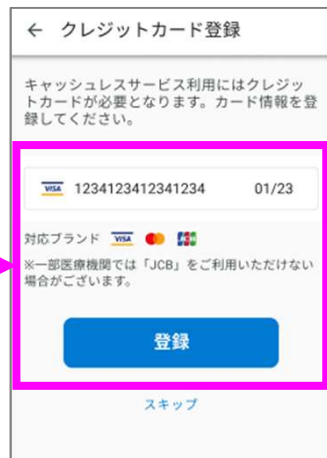 ← クレジットカード登録
キャッシュレスサービス利用にはクレジッ
トカードが必要となります。カード情報を登
録してください。
VISA 1234123412341234 01/23
対応ブランド VISA JCB
※一部医療機関では「JCB」をご利用いただけない
場合がございます。
登録
スキップ